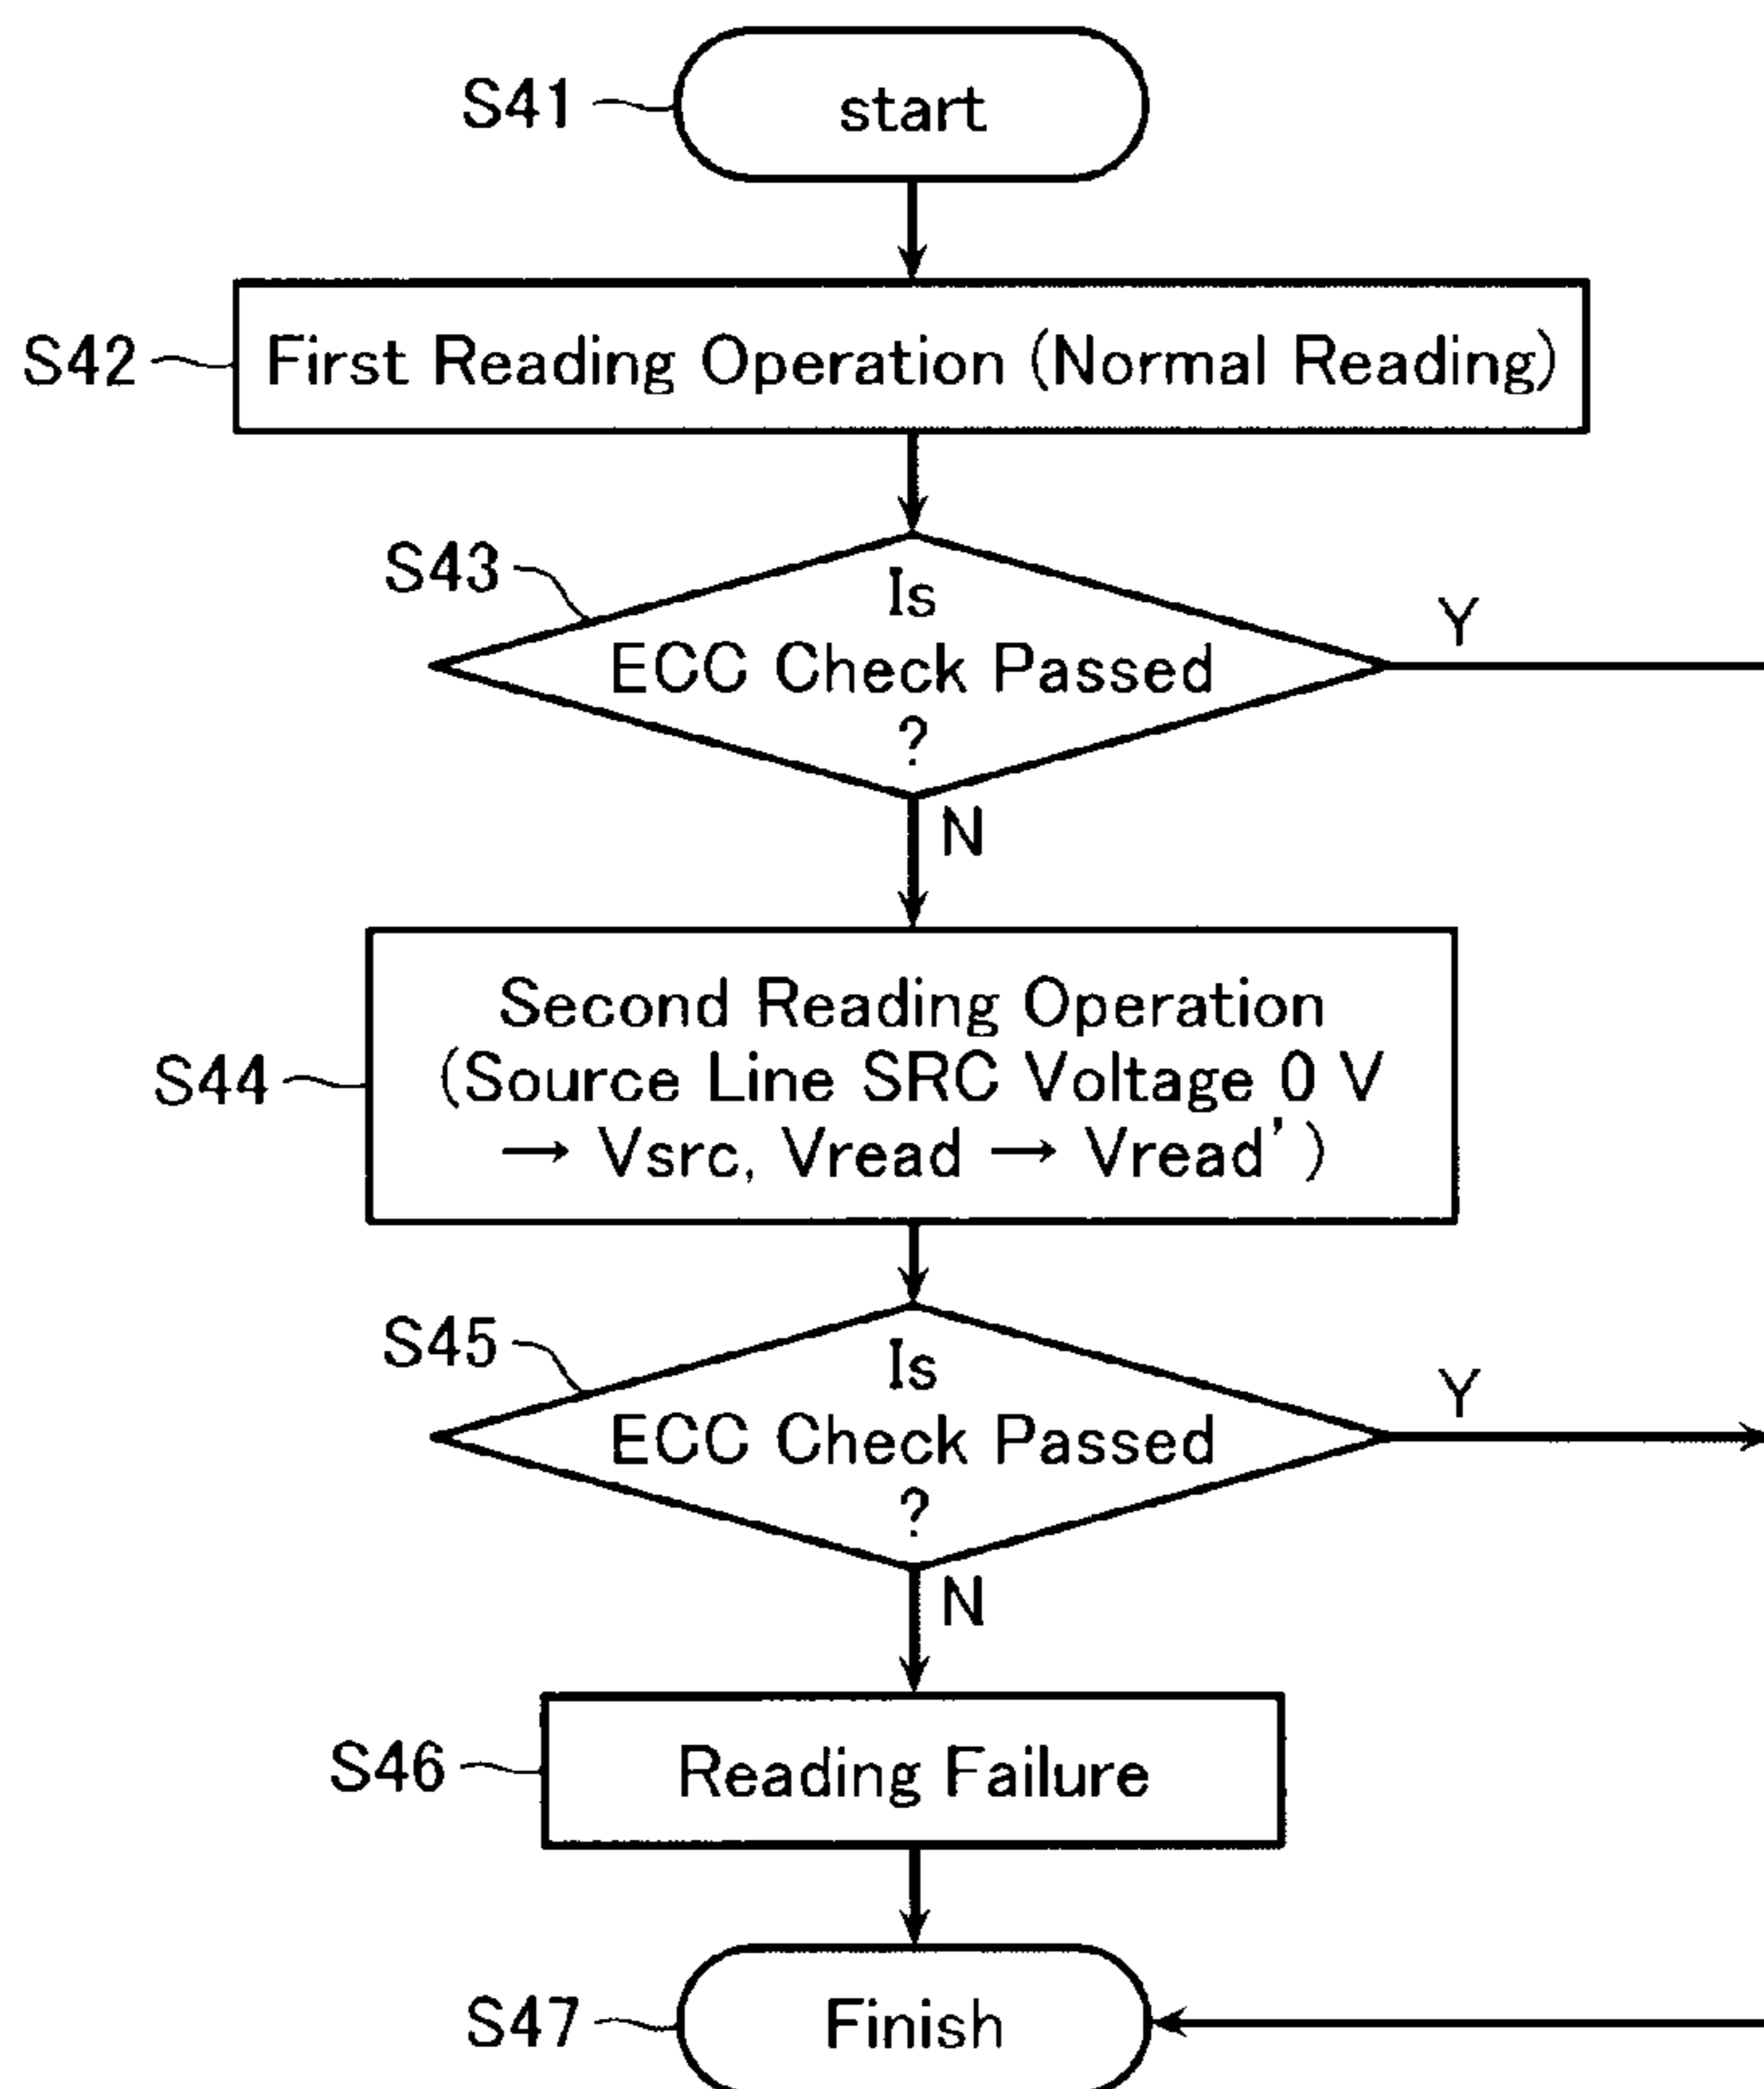 S41
start
S42
First Reading Operation (Normal Reading)
S43
Is
ECC Check Passed
?
Y
N
S44
Second Reading Operation
(Source Line SRC Voltage 0 V
→ Vsrc, Vread → Vread')
S45
Is
ECC Check Passed
?
Y
N
S46
Reading Failure
S47
Finish